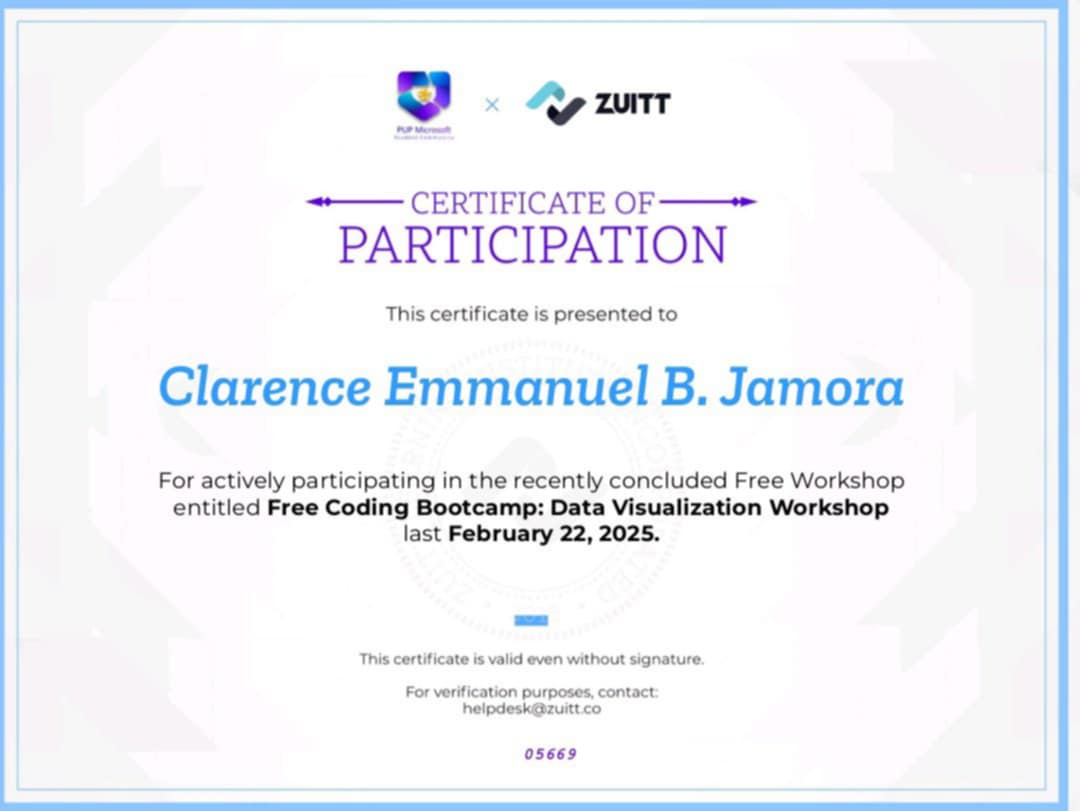 PUP Microsoft
Student Community
×
ZUITT
CERTIFICATE OF
PARTICIPATION
This certificate is presented to
Clarence Emmanuel B. Jamora
For actively participating in the recently concluded Free Workshop
entitled Free Coding Bootcamp: Data Visualization Workshop
last February 22, 2025.
This certificate is valid even without signature.
For verification purposes, contact:
helpdesk@zuitt.co
05669